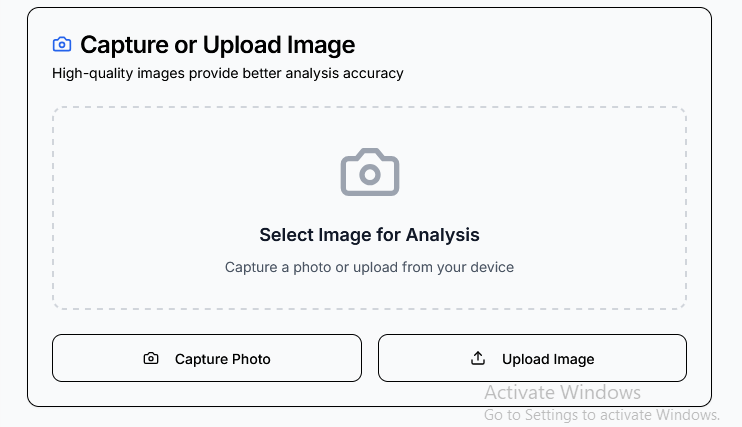 Capture or Upload Image
High-quality images provide better analysis accuracy
Select Image for Analysis
Capture a photo or upload from your device
Capture Photo
Upload Image
Activate Windows
Go to Settings to activate Windows.